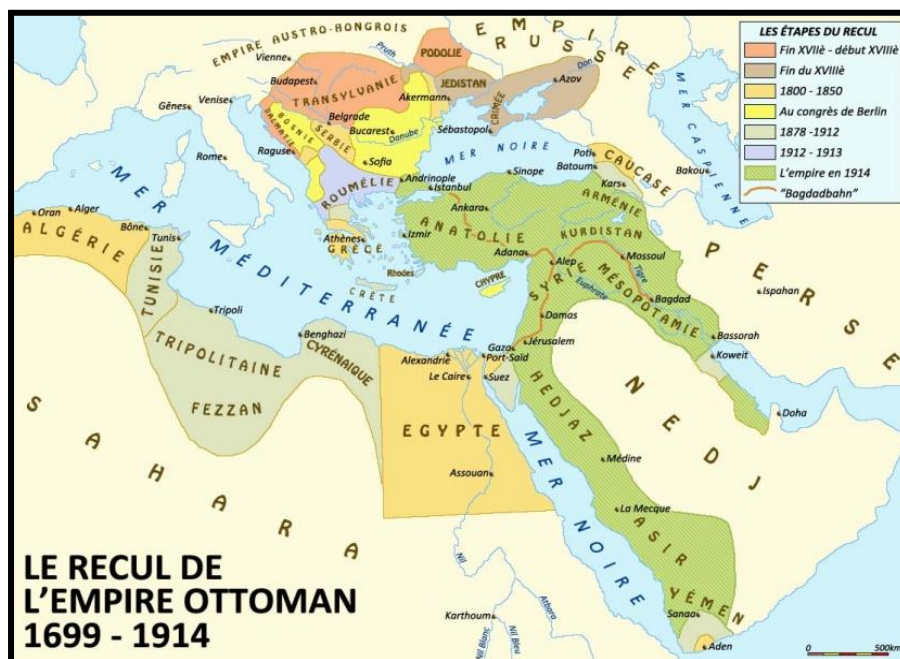 LES ÉTAPES DU RECUL
Fin XVIIè - début XVIIIè
Fin du XVIIIè
1800 - 1850
Au congrès de Berlin
1878 -1912
1912 - 1913
L'empire en 1914
"Bagdadbahn"
EMPIRE AUSTRO-HONGROIS
EMPIRE RUSSE
PODOLIE
Pruth
Vienne
Budapest
TRANSYLVANIE
JEDISTAN
Don
Azov
Akermann
CRIMÉE
Gênes
Venise
BOSNIE
DALMATIE
SERBIE
Belgrade
Bucarest
Danube
Sébastopol
Raguse
Sofia
MER NOIRE
MER CASPIENNE
Rome
Poti
CAUCASE
Batoum
Bakou
Kars
ROUMÉLIE
Andrinople
Istanbul
Sinope
ARMÉNIE
Ankara
ANATOLIE
KURDISTAN
Oran
Alger
Bône
Tunis
ALGÉRIE
TUNISIE
MER MÉDITERRANÉE
Athènes
GRÈCE
Izmir
Adana
Alep
Mossoul
Tigre
Rhodes
CHYPRE
CRÈTE
SYRIE
Euphrate
MÉSOPOTAMIE
Bagdad
PERSE
Ispahan
Tripoli
Damas
Bassorah
Benghazi
CYRÉNAÏQUE
Gaza
Jérusalem
Koweit
TRIPOLITAINE
Alexandrie
Port-Saïd
Le Caire
Suez
FEZZAN
EGYPTE
HEDJAZ
NEDJ
Doha
SAHARA
Assouan
Médine
MER NOIRE
La Mecque
ASIR
YÉMEN
Nil
Sanaa
Aden
Karthoum
Atbara
Nil Blanc
Nil Bleu
LE RECUL DE
L'EMPIRE OTTOMAN
1699 - 1914
0 500km